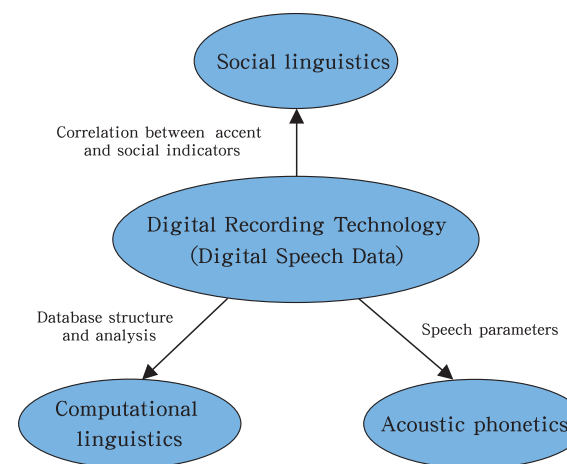 Social linguistics
Correlation between accent
and social indicators
Digital Recording Technology
(Digital Speech Data)
Database structure
and analysis
Speech parameters
Computational
linguistics
Acoustic phonetics